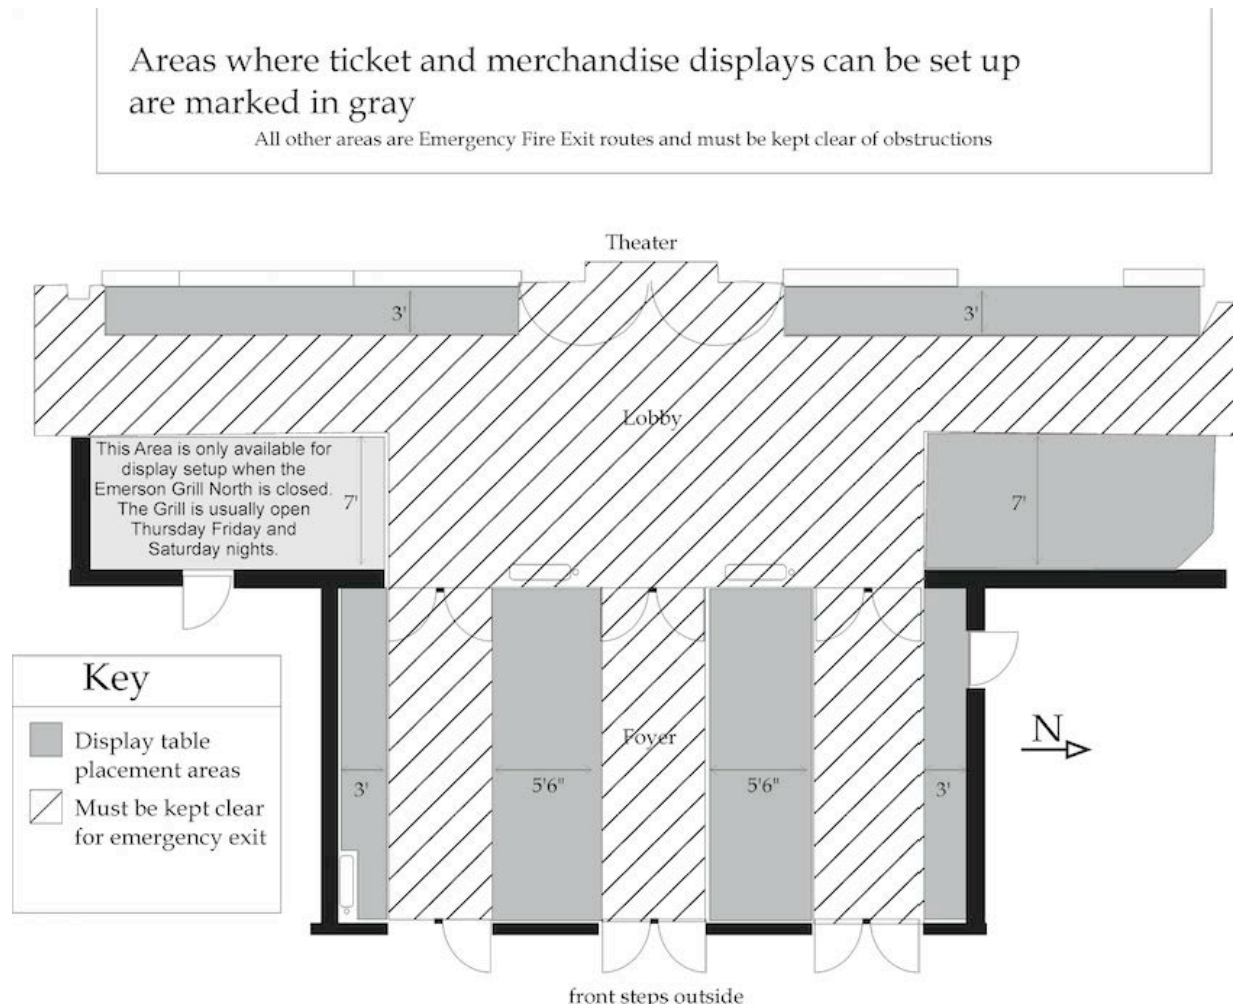 Areas where ticket and merchandise displays can be set up
are marked in gray
All other areas are Emergency Fire Exit routes and must be kept clear of obstructions
Theater
3'
3'
Lobby
This Area is only available for
display setup when the
Emerson Grill North is closed.
The Grill is usually open
Thursday Friday and
Saturday nights.
7'
7'
Key
Display table
placement areas
Must be kept clear
for emergency exit
Foyer
3'
5'6"
5'6"
3'
N
front steps outside